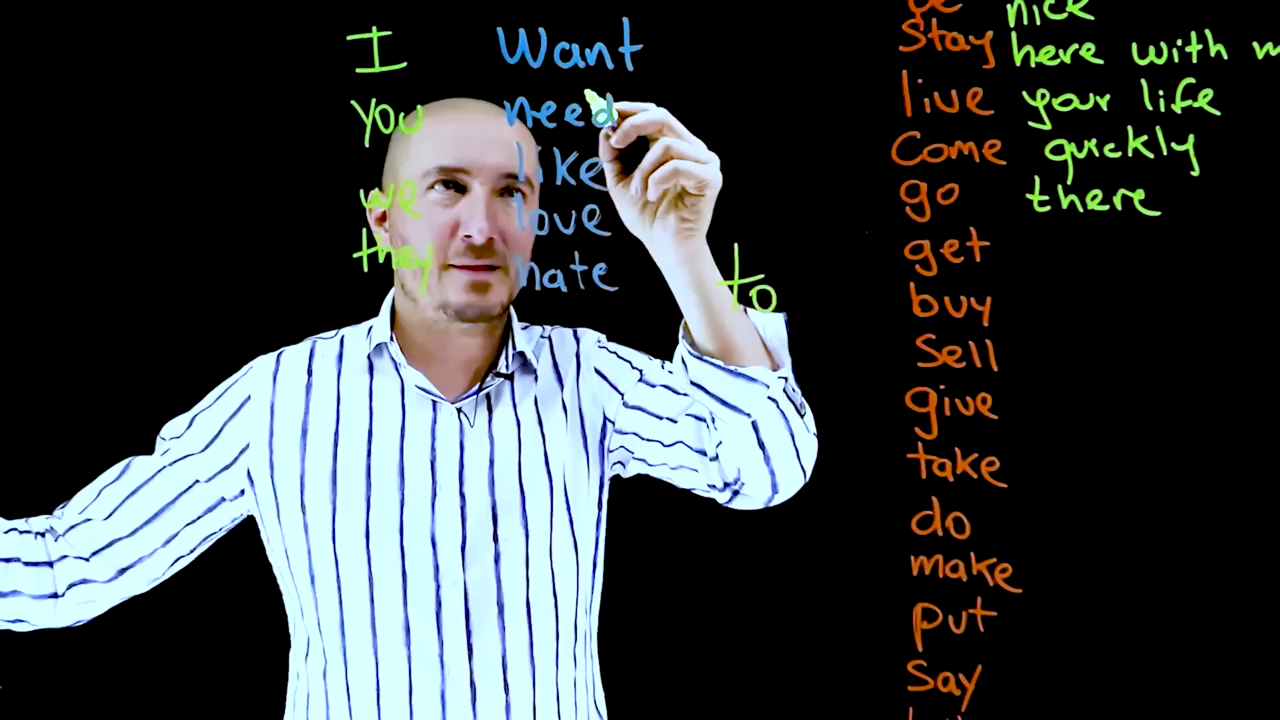 I want
you need
we like
they love
hate
to
be nice
Stay here with
live your life
Come quickly
go there
get
buy
Sell
give
take
do
make
put
Say